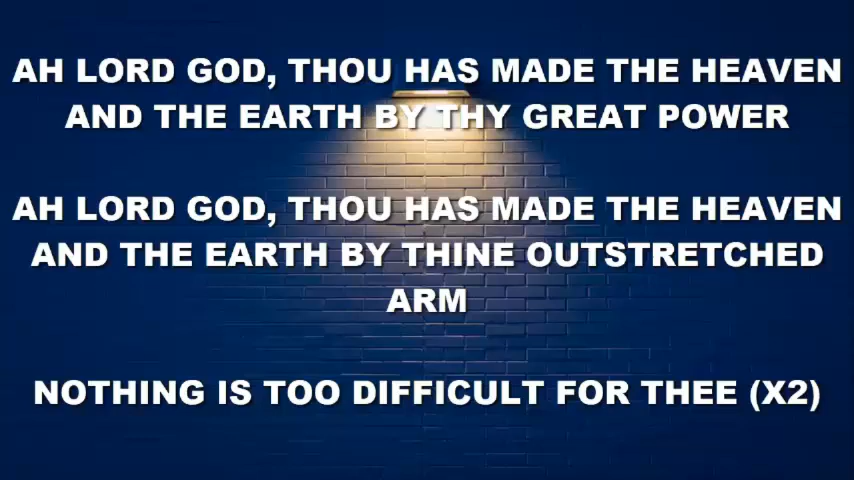 AH LORD GOD, THOU HAS MADE THE HEAVEN
AND THE EARTH BY THY GREAT POWER
AH LORD GOD, THOU HAS MADE THE HEAVEN
AND THE EARTH BY THINE OUTSTRETCHED
ARM
NOTHING IS TOO DIFFICULT FOR THEE (X2)